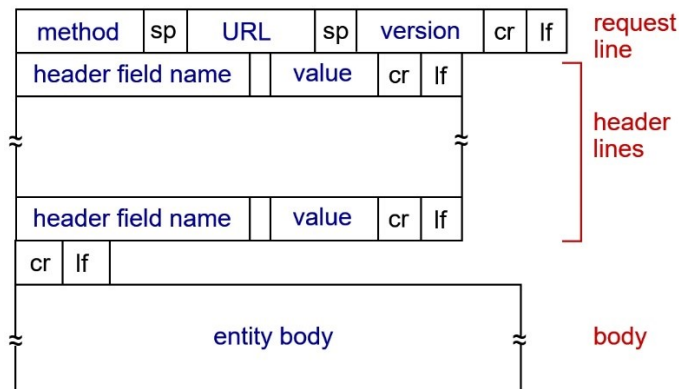 method sp URL sp version cr lf request
line
header field name value cr lf
header
lines
header field name value cr lf
cr lf
entity body body